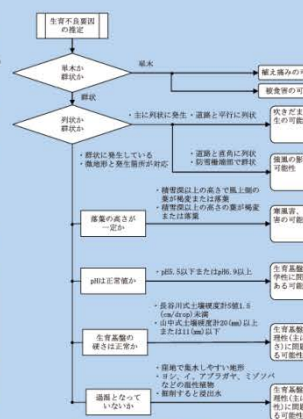 生育不良要因
の推定
単木か
群状か
単木
植え痛みの可
被食害の可
群状
列状か
群状か
・主に列状に発生・道路と平行に列状
吹きだま
生の可能
・道路と直角に列状
・防雪柵端部で群状
強風の影
可能性
・群状に発生している
・微地形と発生箇所が対応
落葉の高さが
一定か
・積雪深以上の高さで風上側の
葉が褐変または落葉
・積雪深以上の高さの葉が褐変
または落葉
寒風害、
害の可能
pHは正常値か
・pH5.5以下またはpH6.9以上
生育基盤
学性に問
ある可能
生育基盤の
硬さは正常か
・長谷川式土壌硬度計S値1.5
(cm/drop)未満
・山中式土壌硬度計20(mm)以上
または11(mm)以下
生育基盤
理性(主に
さ)に問題
る可能性
過湿となって
いないか
・窪地で集水しやすい地形
・ヨシ、イ、アブラガヤ、ミゾソバ
などの湿性植物
・掘削すると浸出水
生育基盤
理性(主に
性)に問題
る可能性